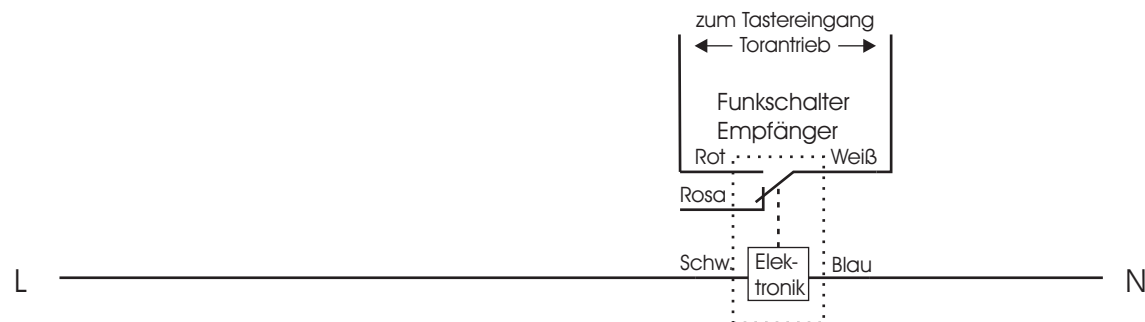 zum Tastereingang
Torantrieb
Funkschalter
Empfänger
Rot
Weiß
Rosa
Schw.
Elek-
tronik
Blau
L
N